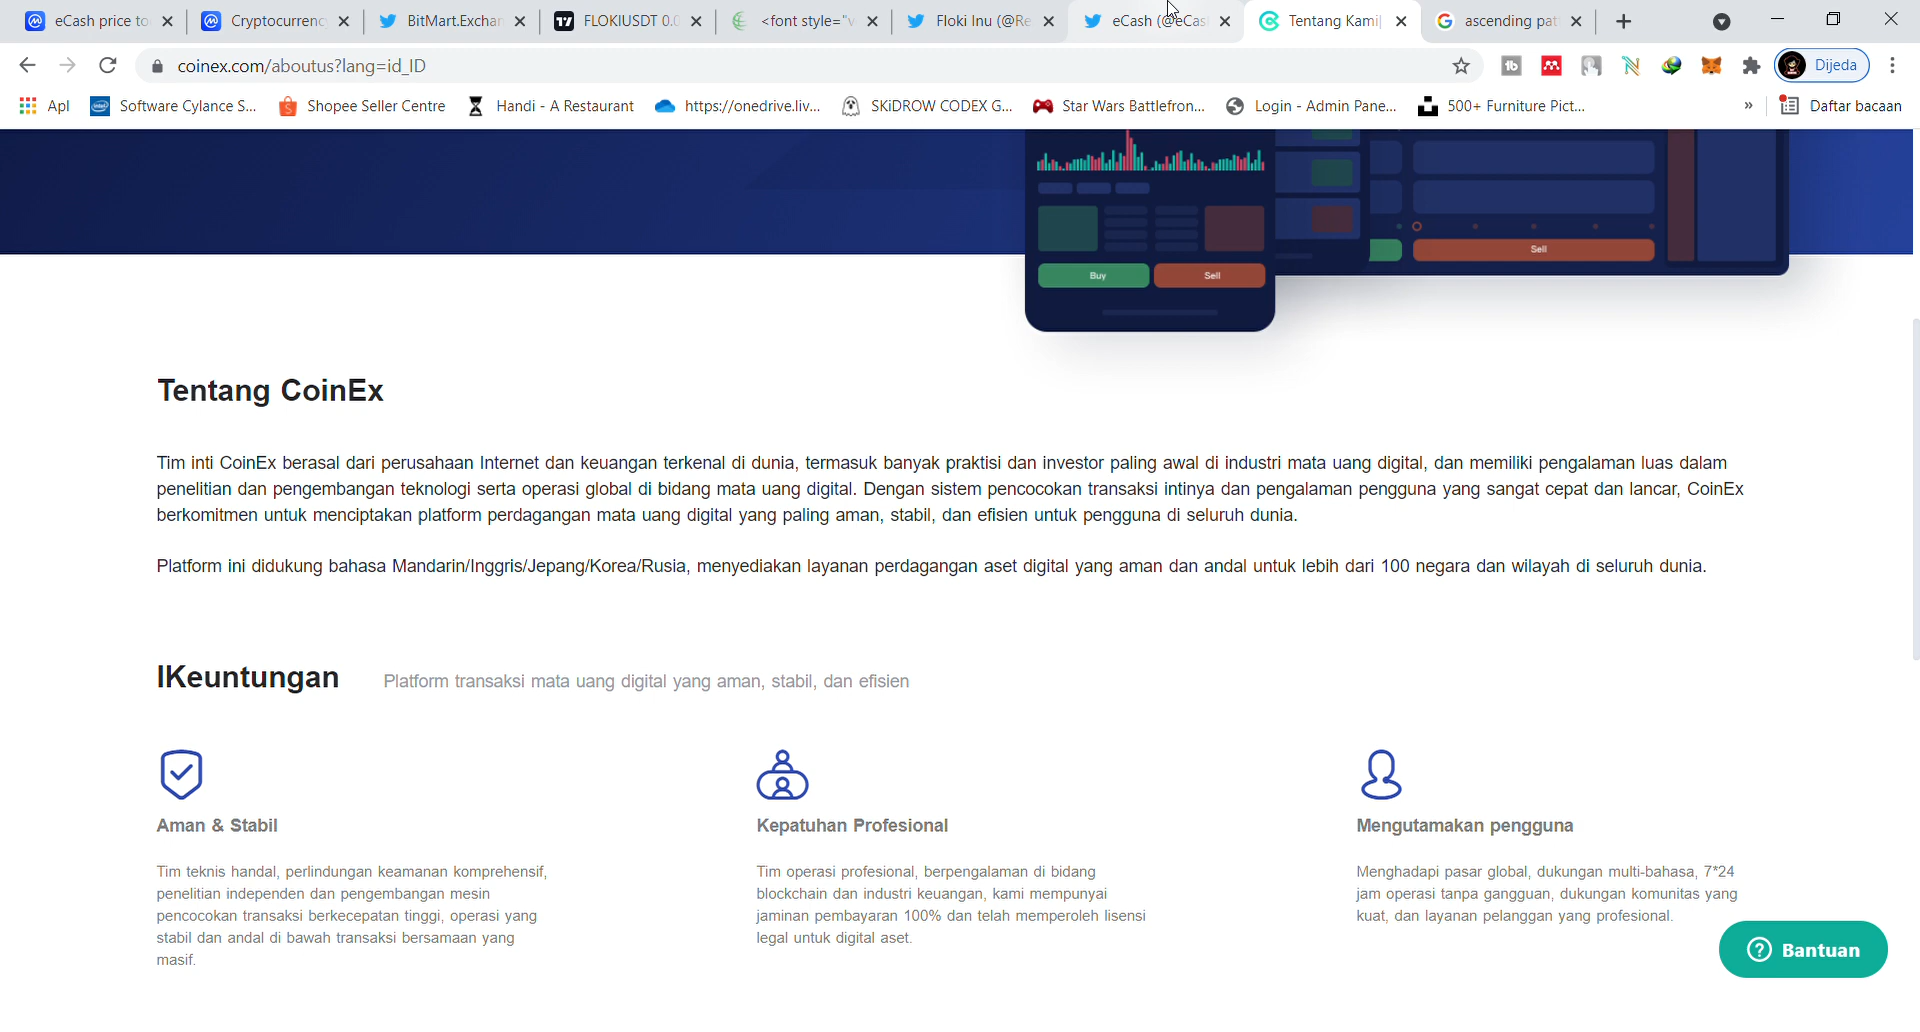 eCash price to
Cryptocurrenc
BitMart.Exchan
FLOKIUSDT 0.0
<font style="v
Floki Inu (@Re
eCash (@eCas
Tentang Kami|
ascending pat
coinex.com/aboutus?lang=id_ID
Dijeda
Apl
Software Cylance S...
Shopee Seller Centre
Handi - A Restaurant
https://onedrive.liv...
SKiDROW CODEX G...
Star Wars Battlefron...
Login - Admin Pane...
500+ Furniture Pict...
»
Daftar bacaan
Sell
Buy
Sell
Tentang CoinEx
Tim inti CoinEx berasal dari perusahaan Internet dan keuangan terkenal di dunia, termasuk banyak praktisi dan investor paling awal di industri mata uang digital, dan memiliki pengalaman luas dalam
penelitian dan pengembangan teknologi serta operasi global di bidang mata uang digital. Dengan sistem pencocokan transaksi intinya dan pengalaman pengguna yang sangat cepat dan lancar, CoinEx
berkomitmen untuk menciptakan platform perdagangan mata uang digital yang paling aman, stabil, dan efisien untuk pengguna di seluruh dunia.
Platform ini didukung bahasa Mandarin/Inggris/Jepang/Korea/Rusia, menyediakan layanan perdagangan aset digital yang aman dan andal untuk lebih dari 100 negara dan wilayah di seluruh dunia.
IKeuntungan
Platform transaksi mata uang digital yang aman, stabil, dan efisien
Aman & Stabil
Tim teknis handal, perlindungan keamanan komprehensif,
penelitian independen dan pengembangan mesin
pencocokan transaksi berkecepatan tinggi, operasi yang
stabil dan andal di bawah transaksi bersamaan yang
masif.
Kepatuhan Profesional
Tim operasi profesional, berpengalaman di bidang
blockchain dan industri keuangan, kami mempunyai
jaminan pembayaran 100% dan telah memperoleh lisensi
legal untuk digital aset.
Mengutamakan pengguna
Menghadapi pasar global, dukungan multi-bahasa, 7*24
jam operasi tanpa gangguan, dukungan komunitas yang
kuat, dan layanan pelanggan yang profesional.
Bantuan